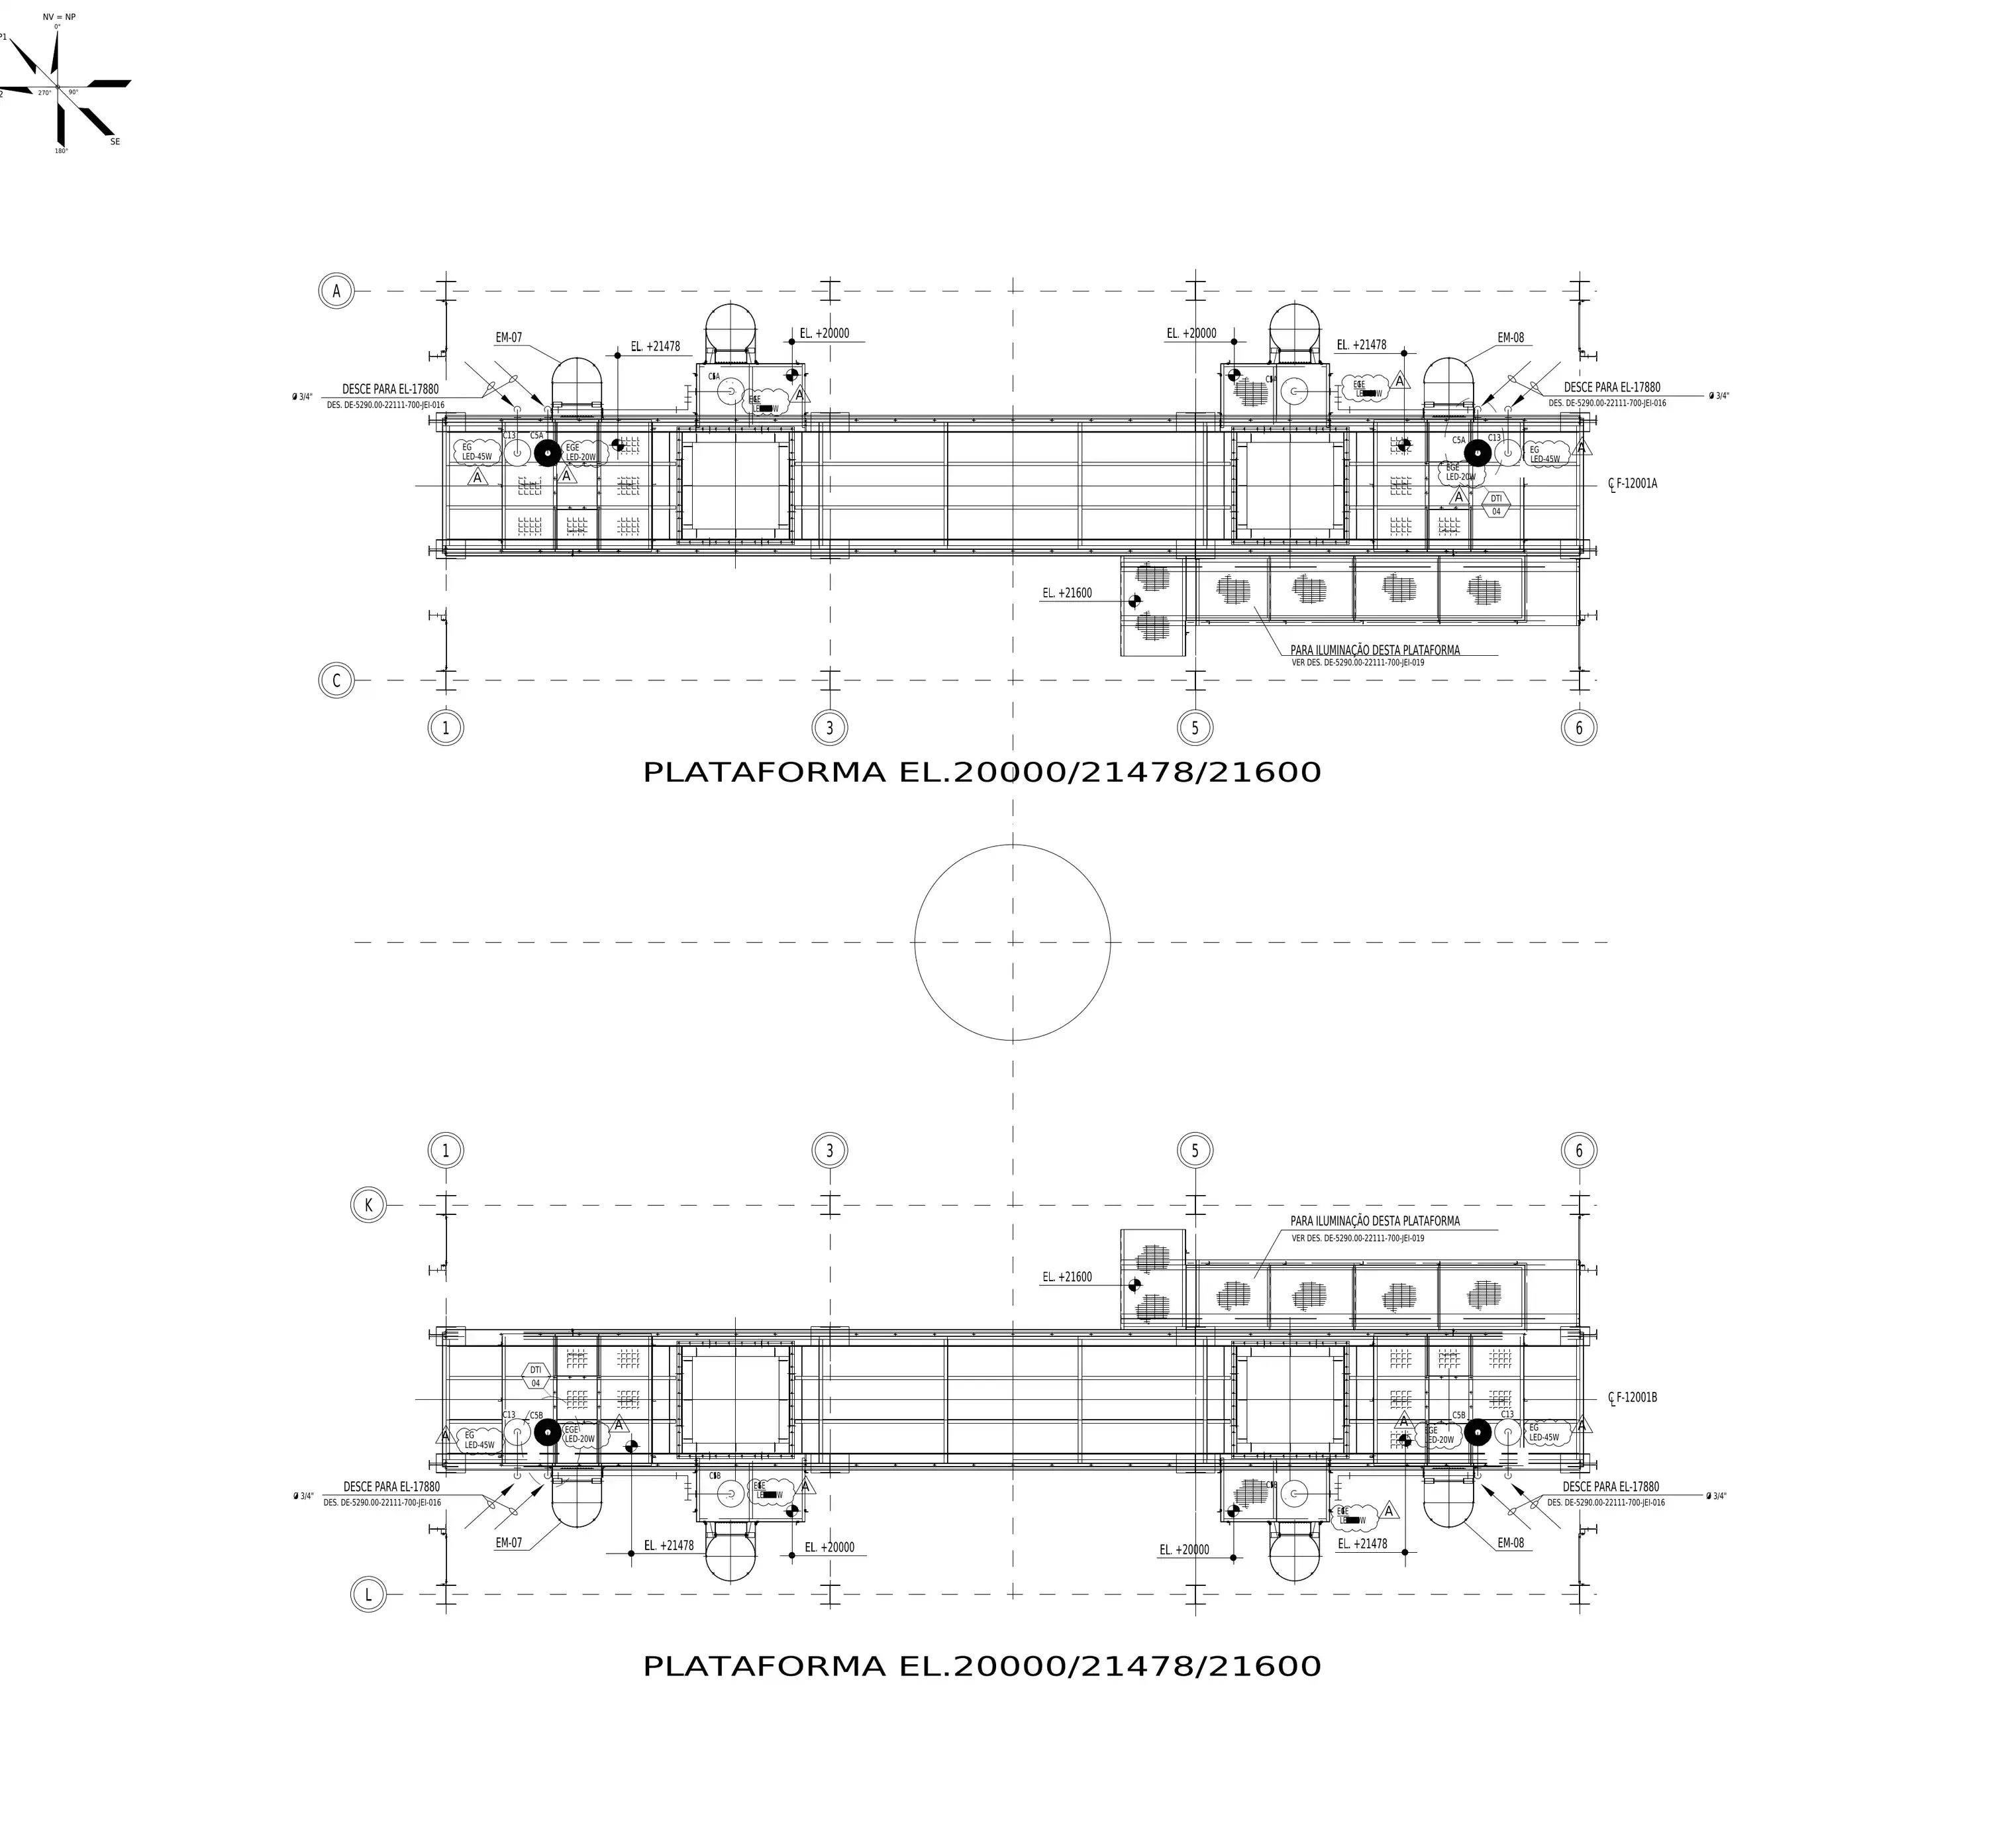 NV = NP
0°
270°
90°
SE
180°
A
EM-07
EL. +21478
EL. +20000
EL. +20000
EL. +21478
EM-08
DESCE PARA EL-17880
ø 3/4"
DES. DE-5290.00-22111-700-JEI-016
A
A
DESCE PARA EL-17880
ø 3/4"
DES. DE-5290.00-22111-700-JEI-016
C13
C5A
EG
LED-45W
EGE
LED-20W
A
A
C5A
C13
EG
LED-45W
A
EGE
LED-20W
A
DTI
04
℄ F-12001A
EL. +21600
PARA ILUMINAÇÃO DESTA PLATAFORMA
VER DES. DE-5290.00-22111-700-JEI-019
C
1
3
5
6
PLATAFORMA EL.20000/21478/21600
1
3
5
6
K
PARA ILUMINAÇÃO DESTA PLATAFORMA
VER DES. DE-5290.00-22111-700-JEI-019
EL. +21600
DTI
04
℄ F-12001B
C13
C5B
A
EG
LED-45W
EGE
LED-20W
A
A
EGE
LED-20W
C5B
C13
EG
LED-45W
A
DESCE PARA EL-17880
ø 3/4"
DES. DE-5290.00-22111-700-JEI-016
A
A
DESCE PARA EL-17880
ø 3/4"
DES. DE-5290.00-22111-700-JEI-016
EM-07
EL. +21478
EL. +20000
EL. +20000
EL. +21478
EM-08
L
PLATAFORMA EL.20000/21478/21600